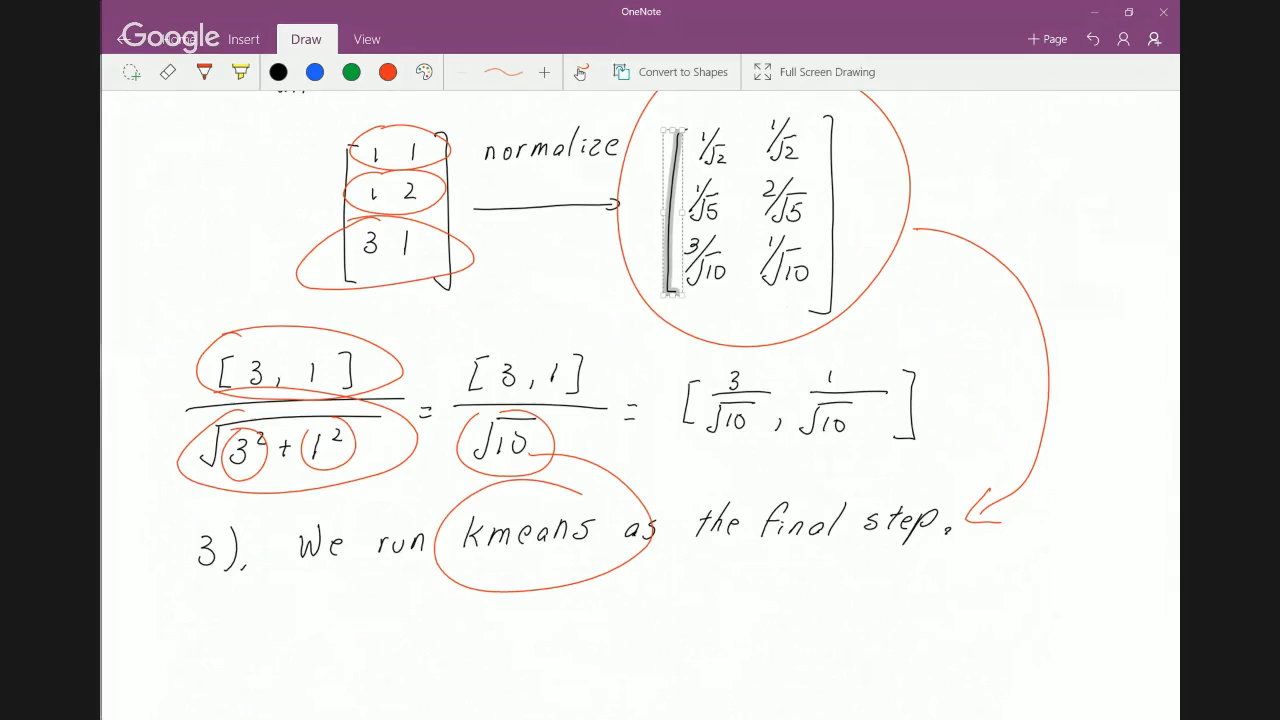 OneNote
Google
Home Insert Draw View
Page
Convert to Shapes Full Screen Drawing
1 1 normalize 1/√2 1/√2
1 2 1/√5 2/√5
3 1 3/√10 1/√10
[3, 1] / √3² + 1² = [3, 1] / √10 = [3/√10, 1/√10]
3). We run kmeans as the final step.